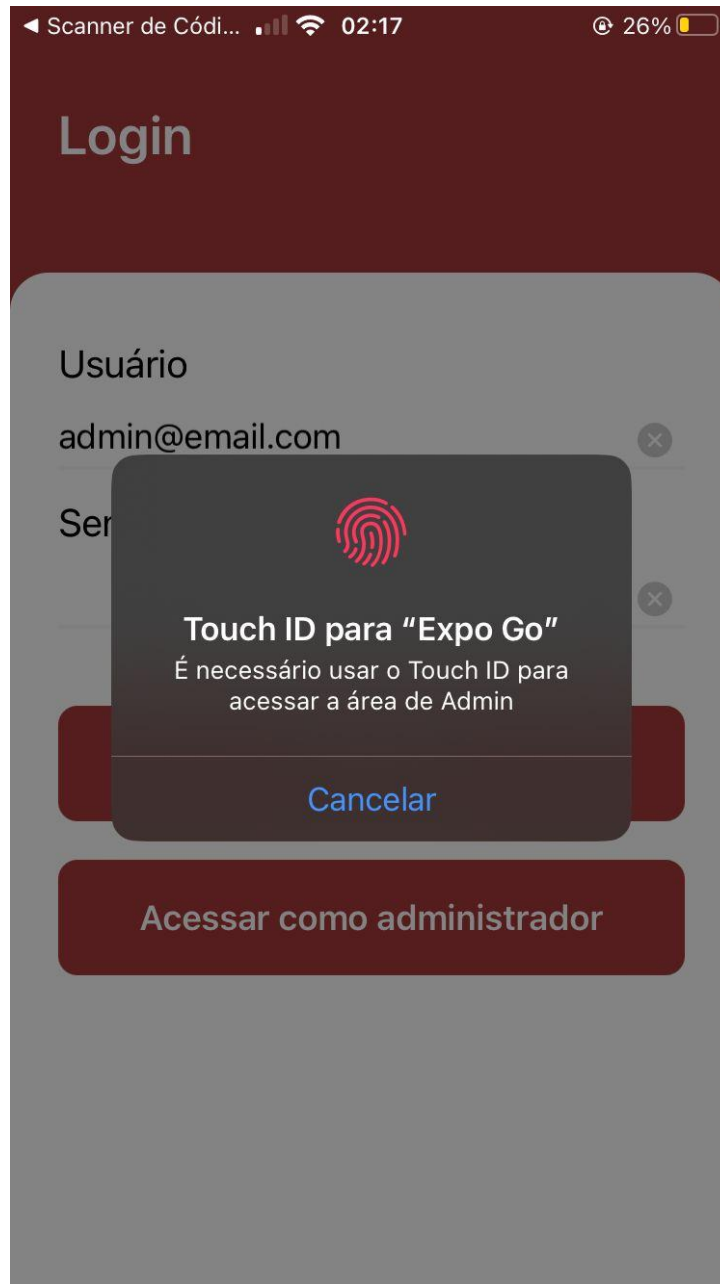 Scanner de Códi... 02:17 26%
Login
Usuário
admin@email.com
Sen
Touch ID para “Expo Go”
É necessário usar o Touch ID para
acessar a área de Admin
Cancelar
Acessar como administrador